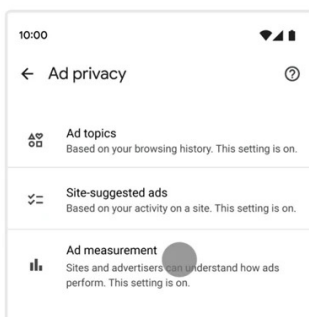 10:00
Ad privacy
Ad topics
Based on your browsing history. This setting is on.
Site-suggested ads
Based on your activity on a site. This setting is on.
Ad measurement
Sites and advertisers can understand how ads
perform. This setting is on.